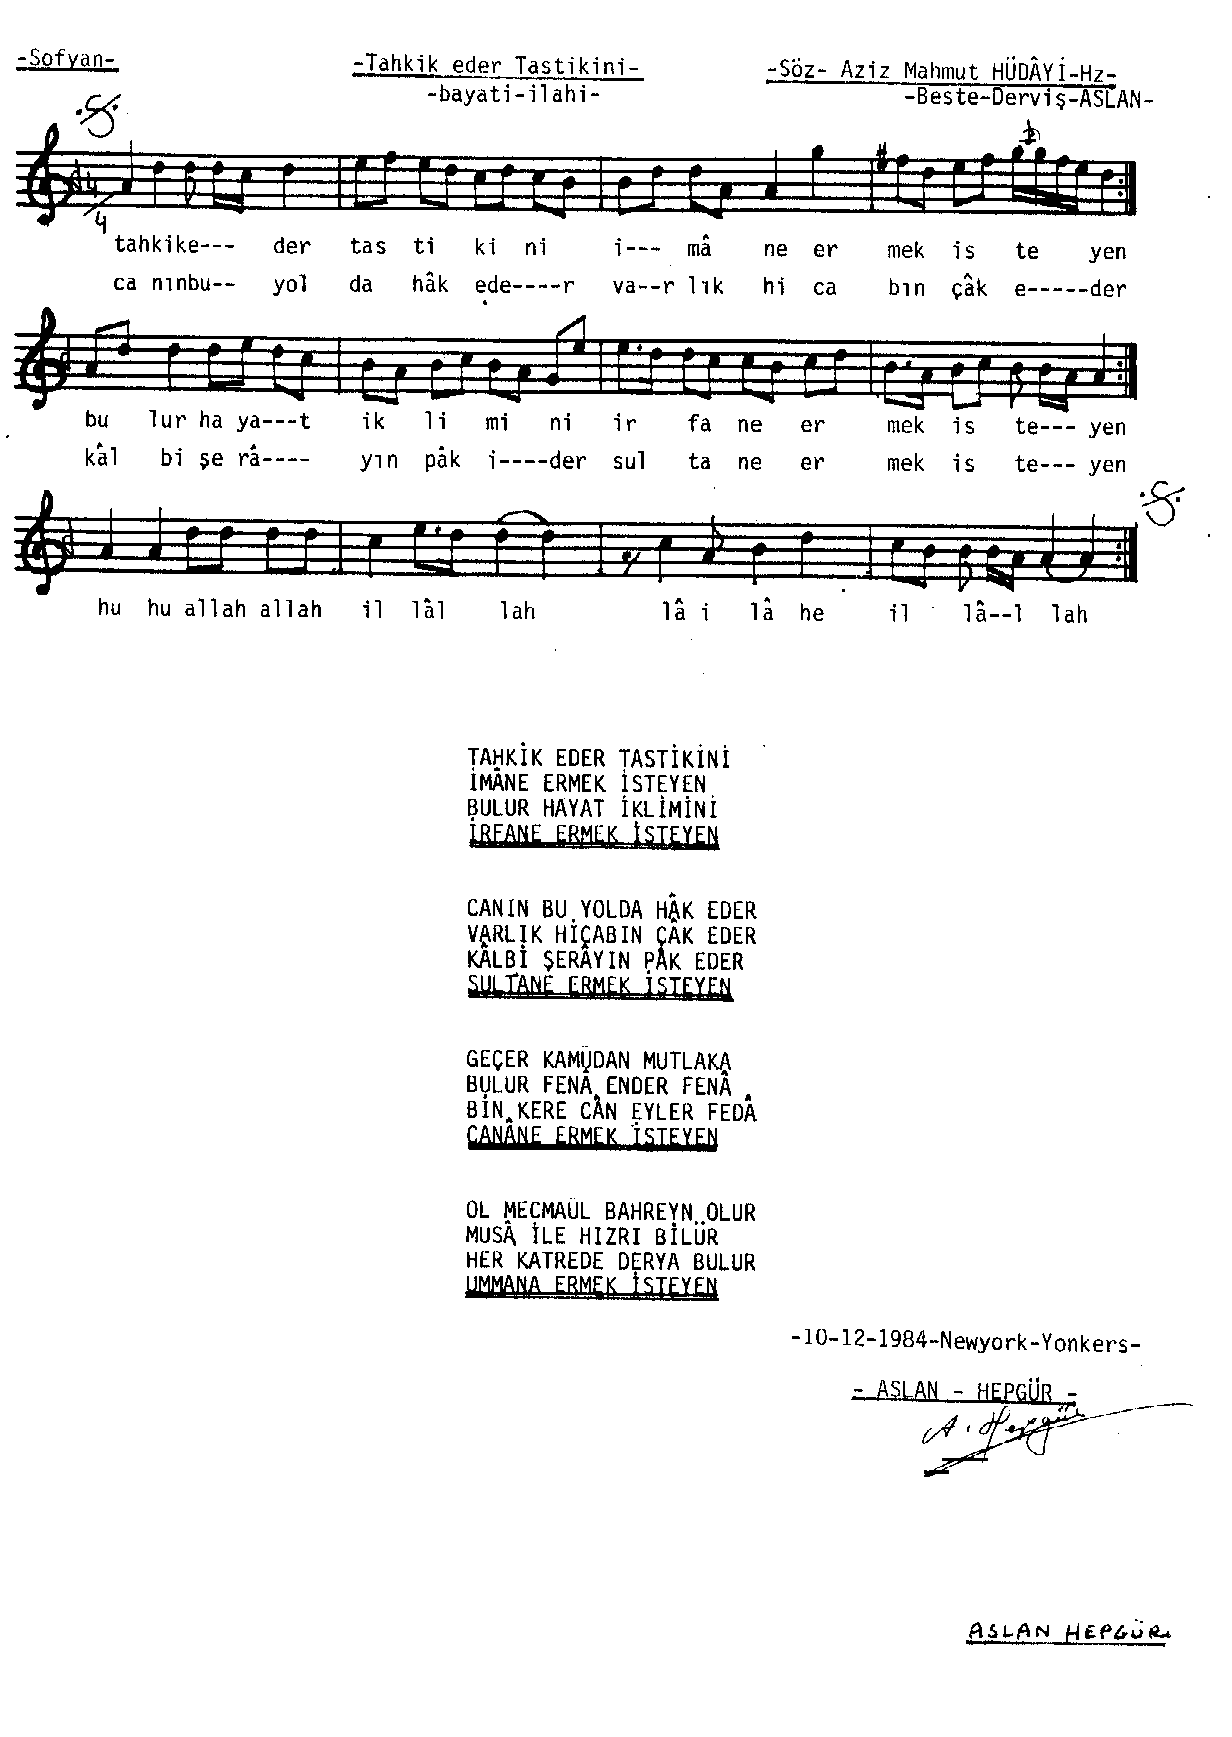 -Sofyan-
-Tahkik eder Tastikini-
-bayati-ilahi-
-Söz- Aziz Mahmut HÜDÂYİ-Hz-
-Beste-Derviş-ASLAN-
4
4
tahkike--- der tas ti ki ni i--- mâ ne er mek is te yen
ca nınbu-- yol da hâk ede----r va--r lık hi ca bın çâk e-----der
bu lur ha ya---t ik li mi ni ir fa ne er mek is te--- yen
kâl bi şe râ---- yın pâk i----der sul ta ne er mek is te--- yen
hu hu allah allah il lâl lah lâ i lâ he il lâ--l lah
TAHKİK EDER TASTİKİNİ
İMÂNE ERMEK İSTEYEN
BULUR HAYAT İKLİMİNİ
İRFANE ERMEK İSTEYEN
CANIN BU YOLDA HÂK EDER
VARLIK HİCABIN ÇÂK EDER
KÂLBİ ŞERÂYIN PÂK EDER
SULTANE ERMEK İSTEYEN
GEÇER KAMÛDAN MUTLAKA
BULUR FENÂ ENDER FENÂ
BİN KERE CÂN EYLER FEDÂ
CANÂNE ERMEK İSTEYEN
OL MECMAÜL BAHREYN OLUR
MUSÂ İLE HIZRI BİLÜR
HER KATREDE DERYA BULUR
UMMANA ERMEK İSTEYEN
-10-12-1984-Newyork-Yonkers-
- ASLAN - HEPGÜR -
A. Hepgür
ASLAN HEPGÜR